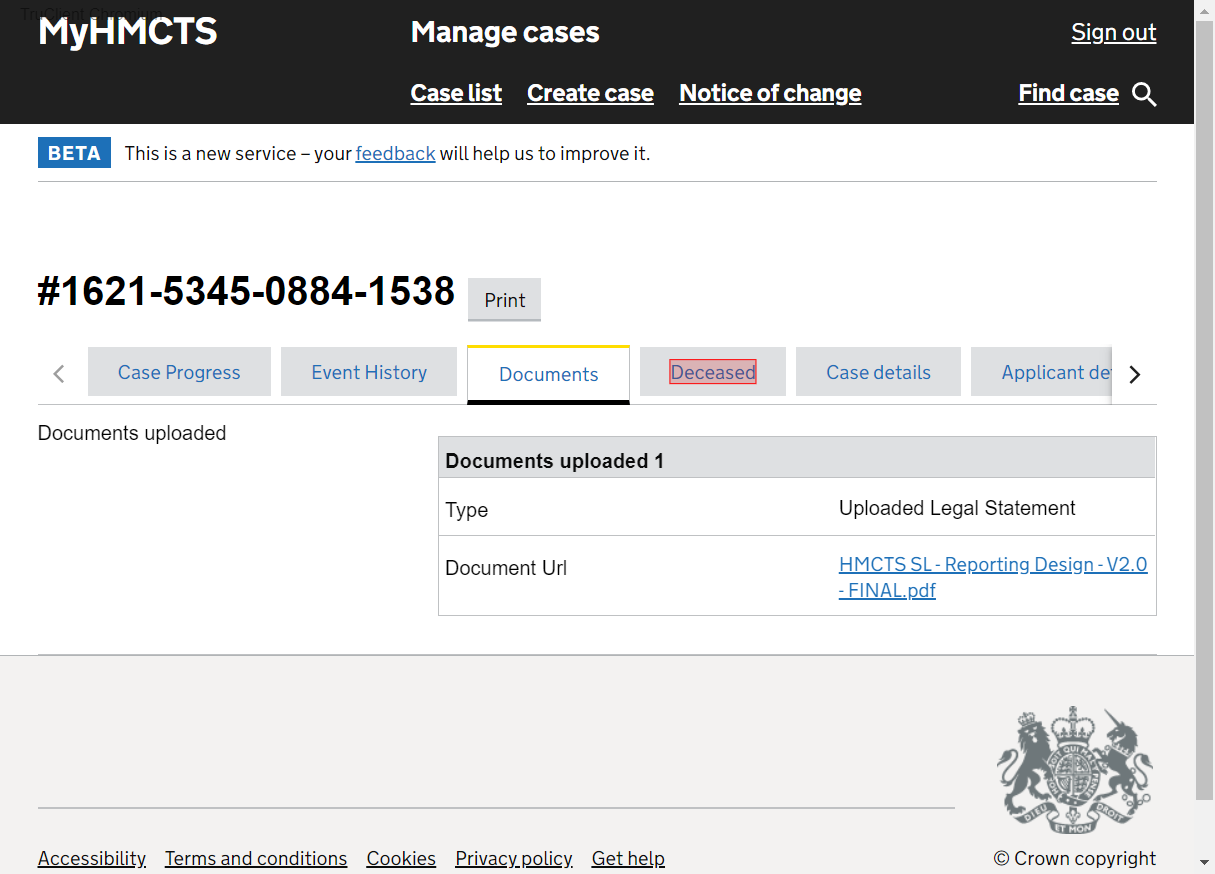 TruClient Chromium
MyHMCTS
Manage cases
Sign out
Case list Create case Notice of change Find case
BETA This is a new service – your feedback will help us to improve it.
#1621-5345-0884-1538 Print
Case Progress Event History Documents Deceased Case details Applicant de
Documents uploaded
Documents uploaded 1
Type Uploaded Legal Statement
Document Url HMCTS SL - Reporting Design - V2.0
- FINAL.pdf
DIEU ET MON DROIT
Accessibility Terms and conditions Cookies Privacy policy Get help © Crown copyright